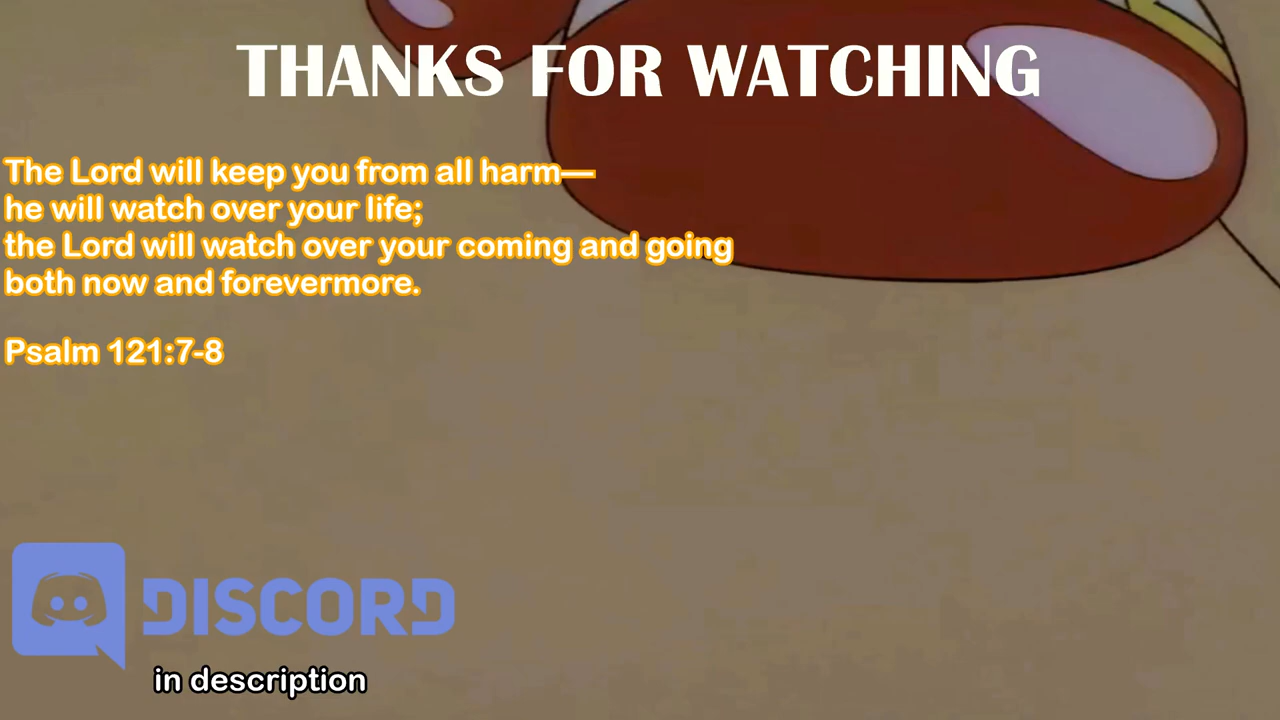 THANKS FOR WATCHING
The Lord will keep you from all harm—
he will watch over your life;
the Lord will watch over your coming and going
both now and forevermore.
Psalm 121:7-8
DISCORD
in description